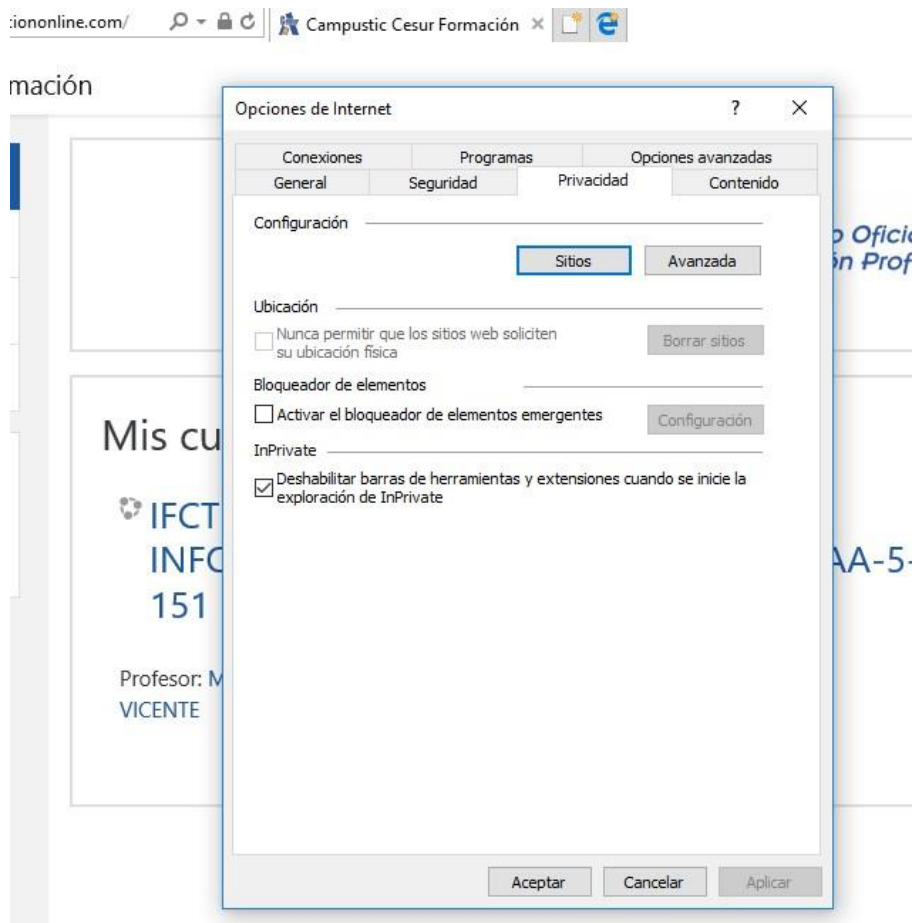 ciononline.com/
Campustic Cesur Formación
mación
Opciones de Internet
?
Conexiones Programas Opciones avanzadas
General Seguridad Privacidad Contenido
Configuración
Sitios Avanzada
Ubicación
Nunca permitir que los sitios web soliciten
su ubicación física
Borrar sitios
Bloqueador de elementos
Activar el bloqueador de elementos emergentes
Configuración
InPrivate
Deshabilitar barras de herramientas y extensiones cuando se inicie la
exploración de InPrivate
o Oficia
ón Prof
Mis cu
IFCT
INFO
AA-5-
151
Profesor: M
VICENTE
Aceptar Cancelar Aplicar